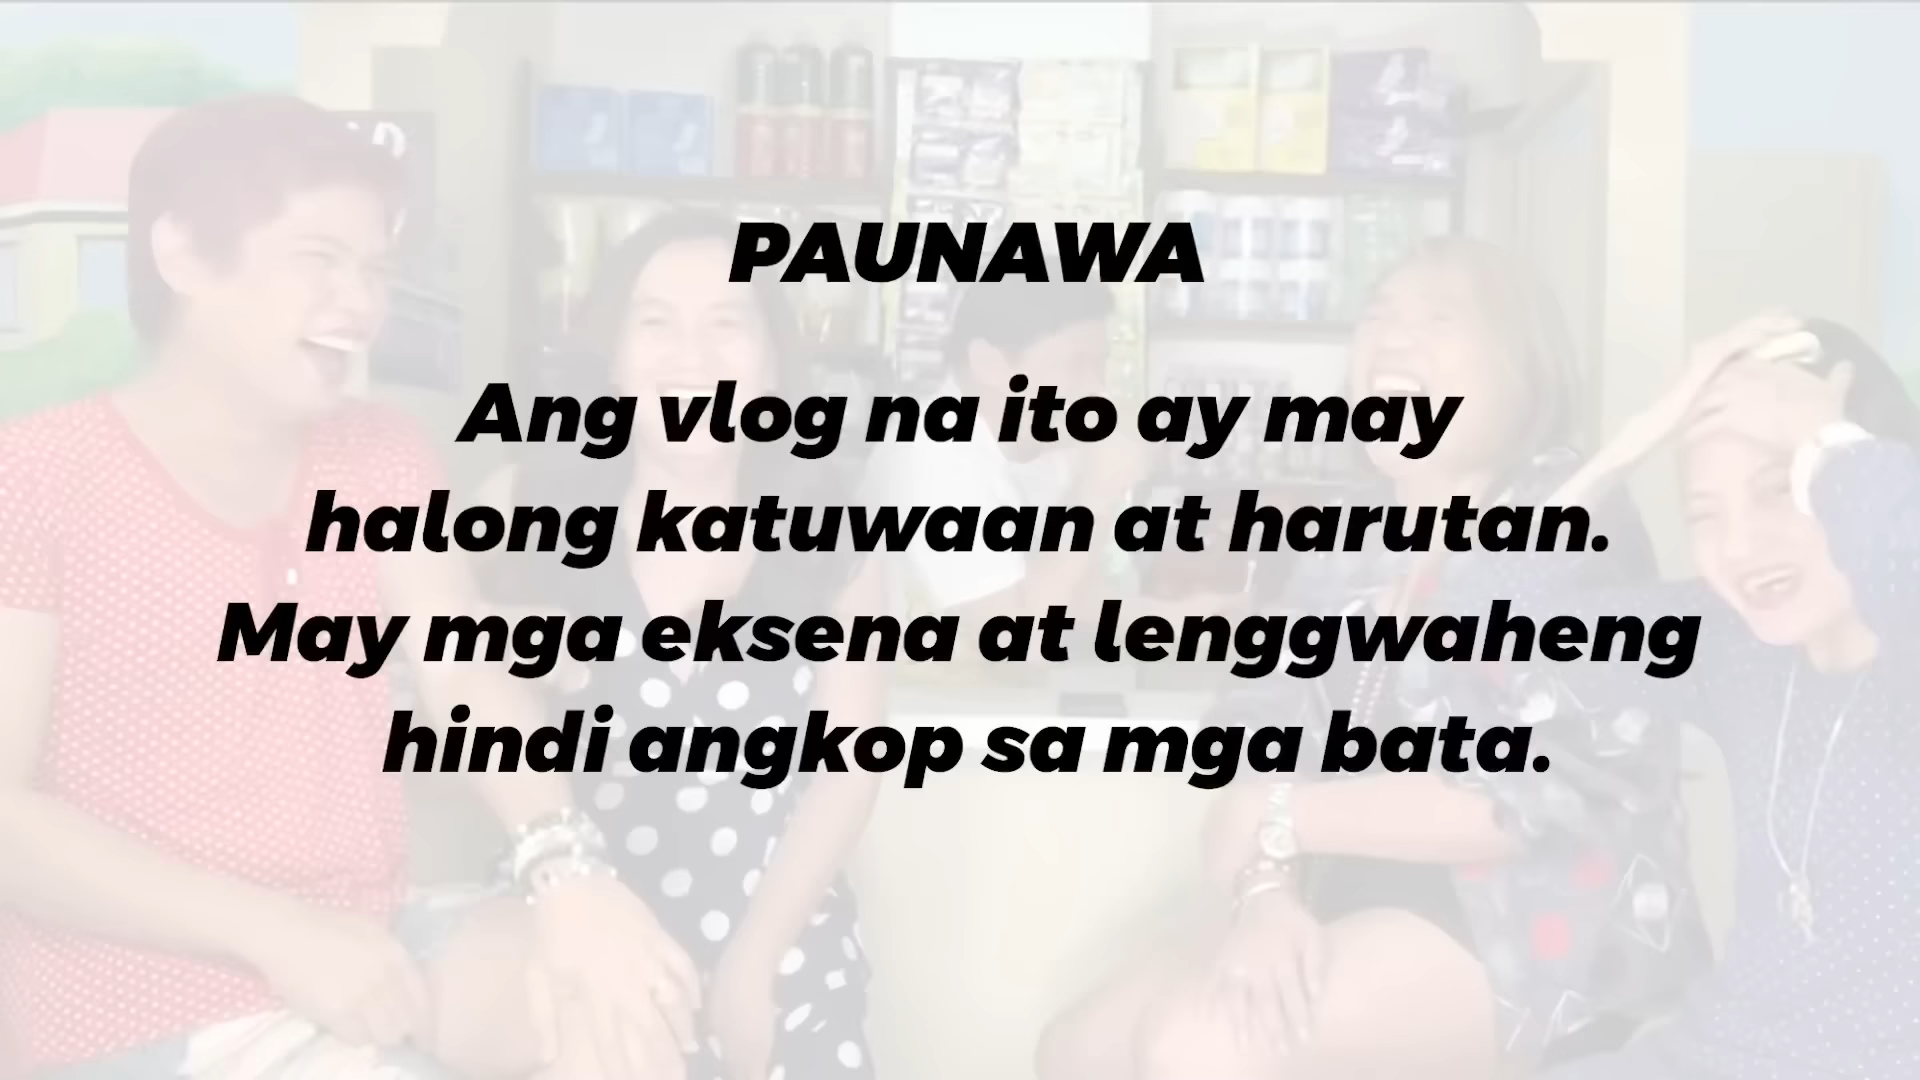 PAUNAWA
Ang vlog na ito ay may
halong katuwaan at harutan.
May mga eksena at lenggwaheng
hindi angkop sa mga bata.